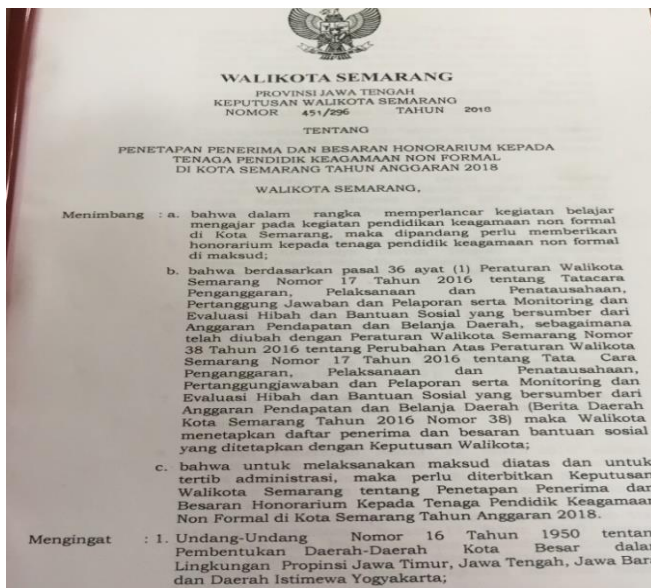 WALIKOTA SEMARANG
PROVINSI JAWA TENGAH
KEPUTUSAN WALIKOTA SEMARANG
NOMOR 451/296 TAHUN 2018
TENTANG
PENETAPAN PENERIMA DAN BESARAN HONORARIUM KEPADA
TENAGA PENDIDIK KEAGAMAAN NON FORMAL
DI KOTA SEMARANG TAHUN ANGGARAN 2018
WALIKOTA SEMARANG,
Menimbang : a. bahwa dalam rangka memperlancar kegiatan belajar
mengajar pada kegiatan pendidikan keagamaan non formal
di Kota Semarang, maka dipandang perlu memberikan
honorarium kepada tenaga pendidik keagamaan non formal
di maksud;
b. bahwa berdasarkan pasal 36 ayat (1) Peraturan Walikota
Semarang Nomor 17 Tahun 2016 tentang Tatacara
Penganggaran, Pelaksanaan dan Penatausahaan,
Pertanggung Jawaban dan Pelaporan serta Monitoring dan
Evaluasi Hibah dan Bantuan Sosial yang bersumber dari
Anggaran Pendapatan dan Belanja Daerah, sebagaimana
telah diubah dengan Peraturan Walikota Semarang Nomor
38 Tahun 2016 tentang Perubahan Atas Peraturan Walikota
Semarang Nomor 17 Tahun 2016 tentang Tata Cara
Penganggaran, Pelaksanaan dan Penatausahaan,
Pertanggungjawaban dan Pelaporan serta Monitoring dan
Evaluasi Hibah dan Bantuan Sosial yang bersumber dari
Anggaran Pendapatan dan Belanja Daerah (Berita Daerah
Kota Semarang Tahun 2016 Nomor 38) maka Walikota
menetapkan daftar penerima dan besaran bantuan sosial
yang ditetapkan dengan Keputusan Walikota;
c. bahwa untuk melaksanakan maksud diatas dan untuk
tertib administrasi, maka perlu diterbitkan Keputusan
Walikota Semarang tentang Penetapan Penerima dan
Besaran Honorarium Kepada Tenaga Pendidik Keagamaan
Non Formal di Kota Semarang Tahun Anggaran 2018.
Mengingat : 1. Undang-Undang Nomor 16 Tahun 1950 tentan
Pembentukan Daerah-Daerah Kota Besar dala
Lingkungan Propinsi Jawa Timur, Jawa Tengah, Jawa Bara
dan Daerah Istimewa Yogyakarta;